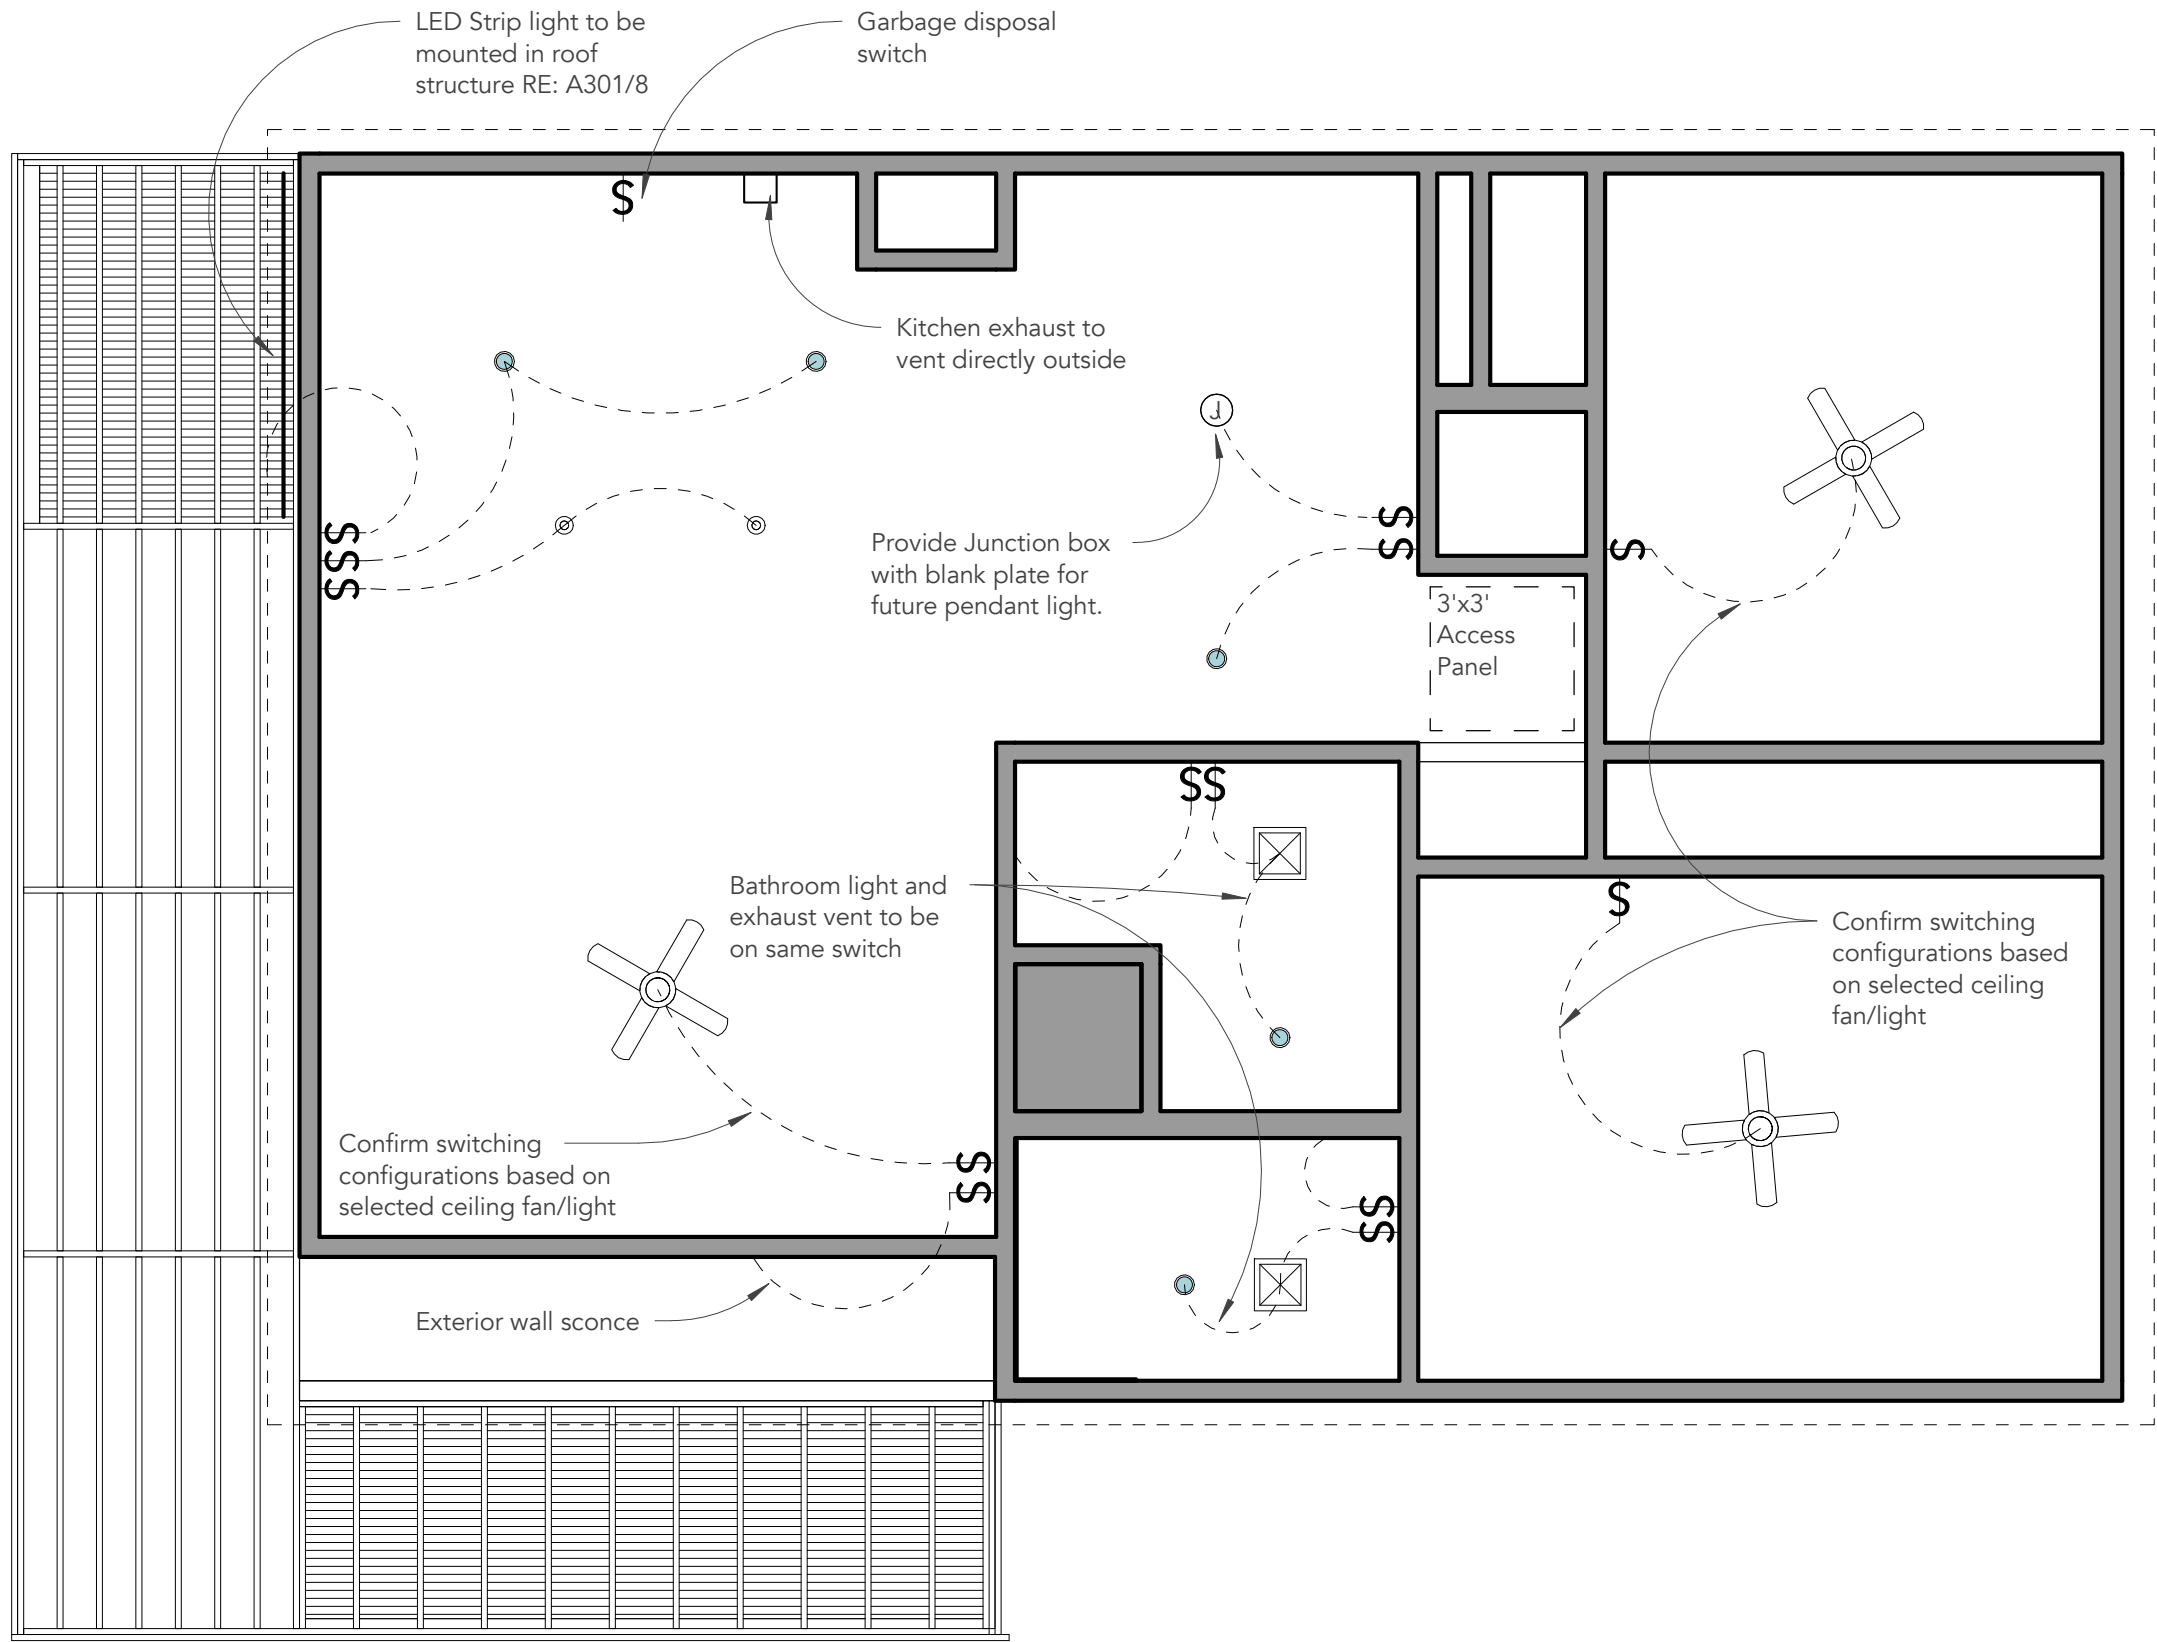 LED Strip light to be
mounted in roof
structure RE: A301/8
Garbage disposal
switch
$
Kitchen exhaust to
vent directly outside
J
$
$
$
Provide Junction box
with blank plate for
future pendant light.
$
$
$
3'x3'
Access
Panel
$$
Bathroom light and
exhaust vent to be
on same switch
$
Confirm switching
configurations based
on selected ceiling
fan/light
Confirm switching
configurations based on
selected ceiling fan/light
$
$
$
$
Exterior wall sconce